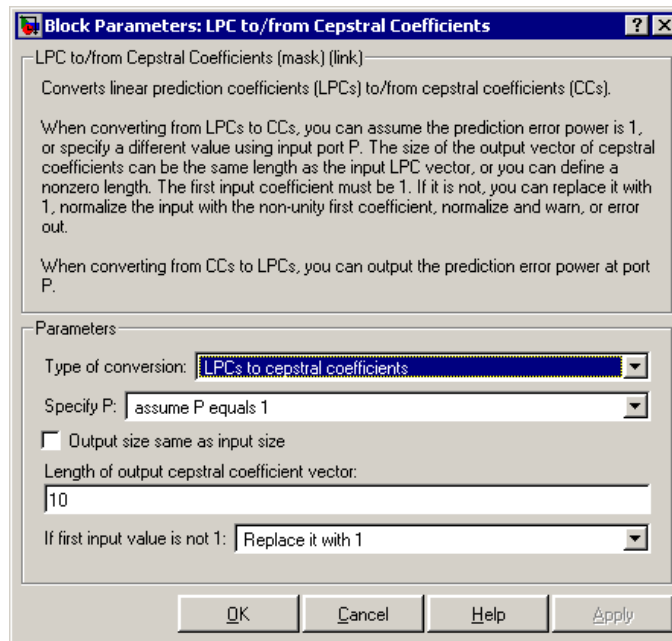 Block Parameters: LPC to/from Cepstral Coefficients
LPC to/from Cepstral Coefficients (mask) (link)
Converts linear prediction coefficients (LPCs) to/from cepstral coefficients (CCs).
When converting from LPCs to CCs, you can assume the prediction error power is 1,
or specify a different value using input port P. The size of the output vector of cepstral
coefficients can be the same length as the input LPC vector, or you can define a
nonzero length. The first input coefficient must be 1. If it is not, you can replace it with
1, normalize the input with the non-unity first coefficient, normalize and warn, or error
out.
When converting from CCs to LPCs, you can output the prediction error power at port
P.
Parameters
Type of conversion: LPCs to cepstral coefficients
Specify P: assume P equals 1
Output size same as input size
Length of output cepstral coefficient vector:
10
If first input value is not 1: Replace it with 1
OK Cancel Help Apply